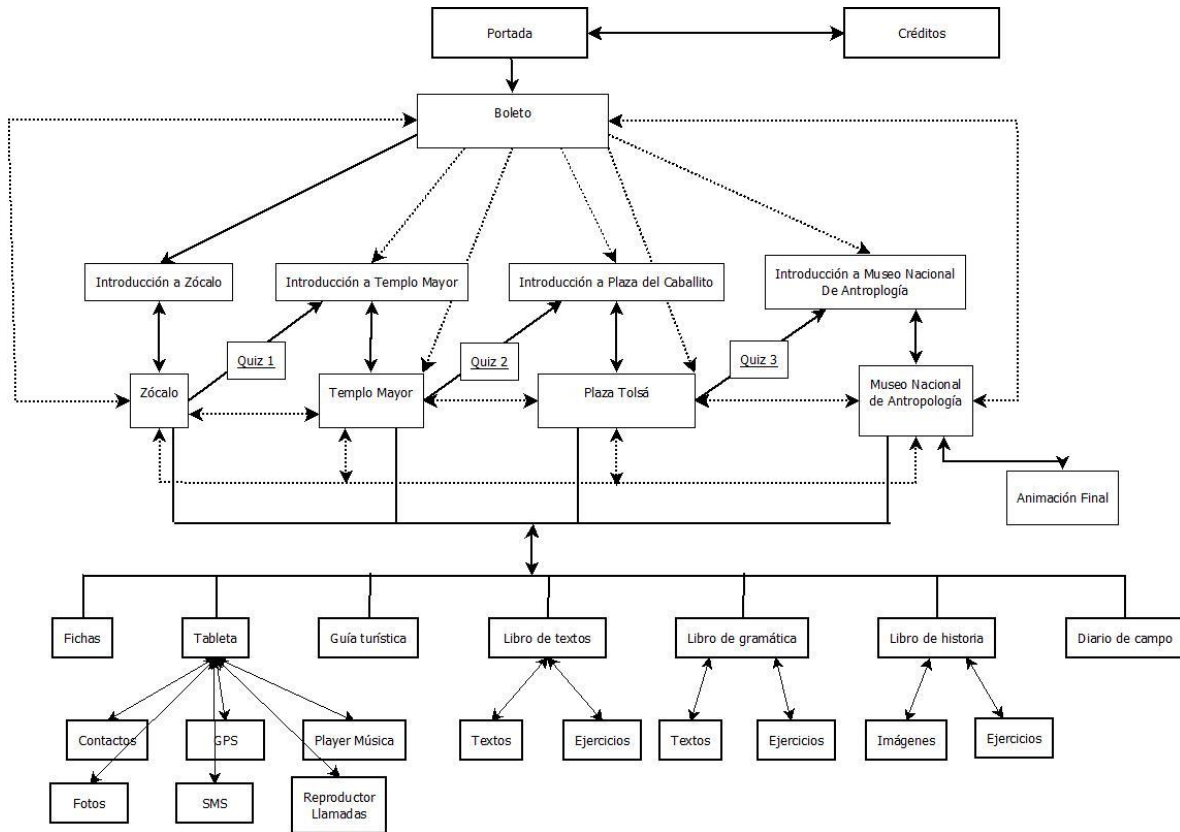 Portada
Créditos
Boleto
Introducción a Zócalo
Introducción a Templo Mayor
Introducción a Plaza del Caballito
Introducción a Museo Nacional
De Antroplogía
Quiz 1
Quiz 2
Quiz 3
Zócalo
Templo Mayor
Plaza Tolsá
Museo Nacional
de Antropología
Animación Final
Fichas
Tableta
Guía turística
Libro de textos
Libro de gramática
Libro de historia
Diario de campo
Contactos
GPS
Player Música
Textos
Ejercicios
Textos
Ejercicios
Imágenes
Ejercicios
Fotos
SMS
Reproductor
Llamadas